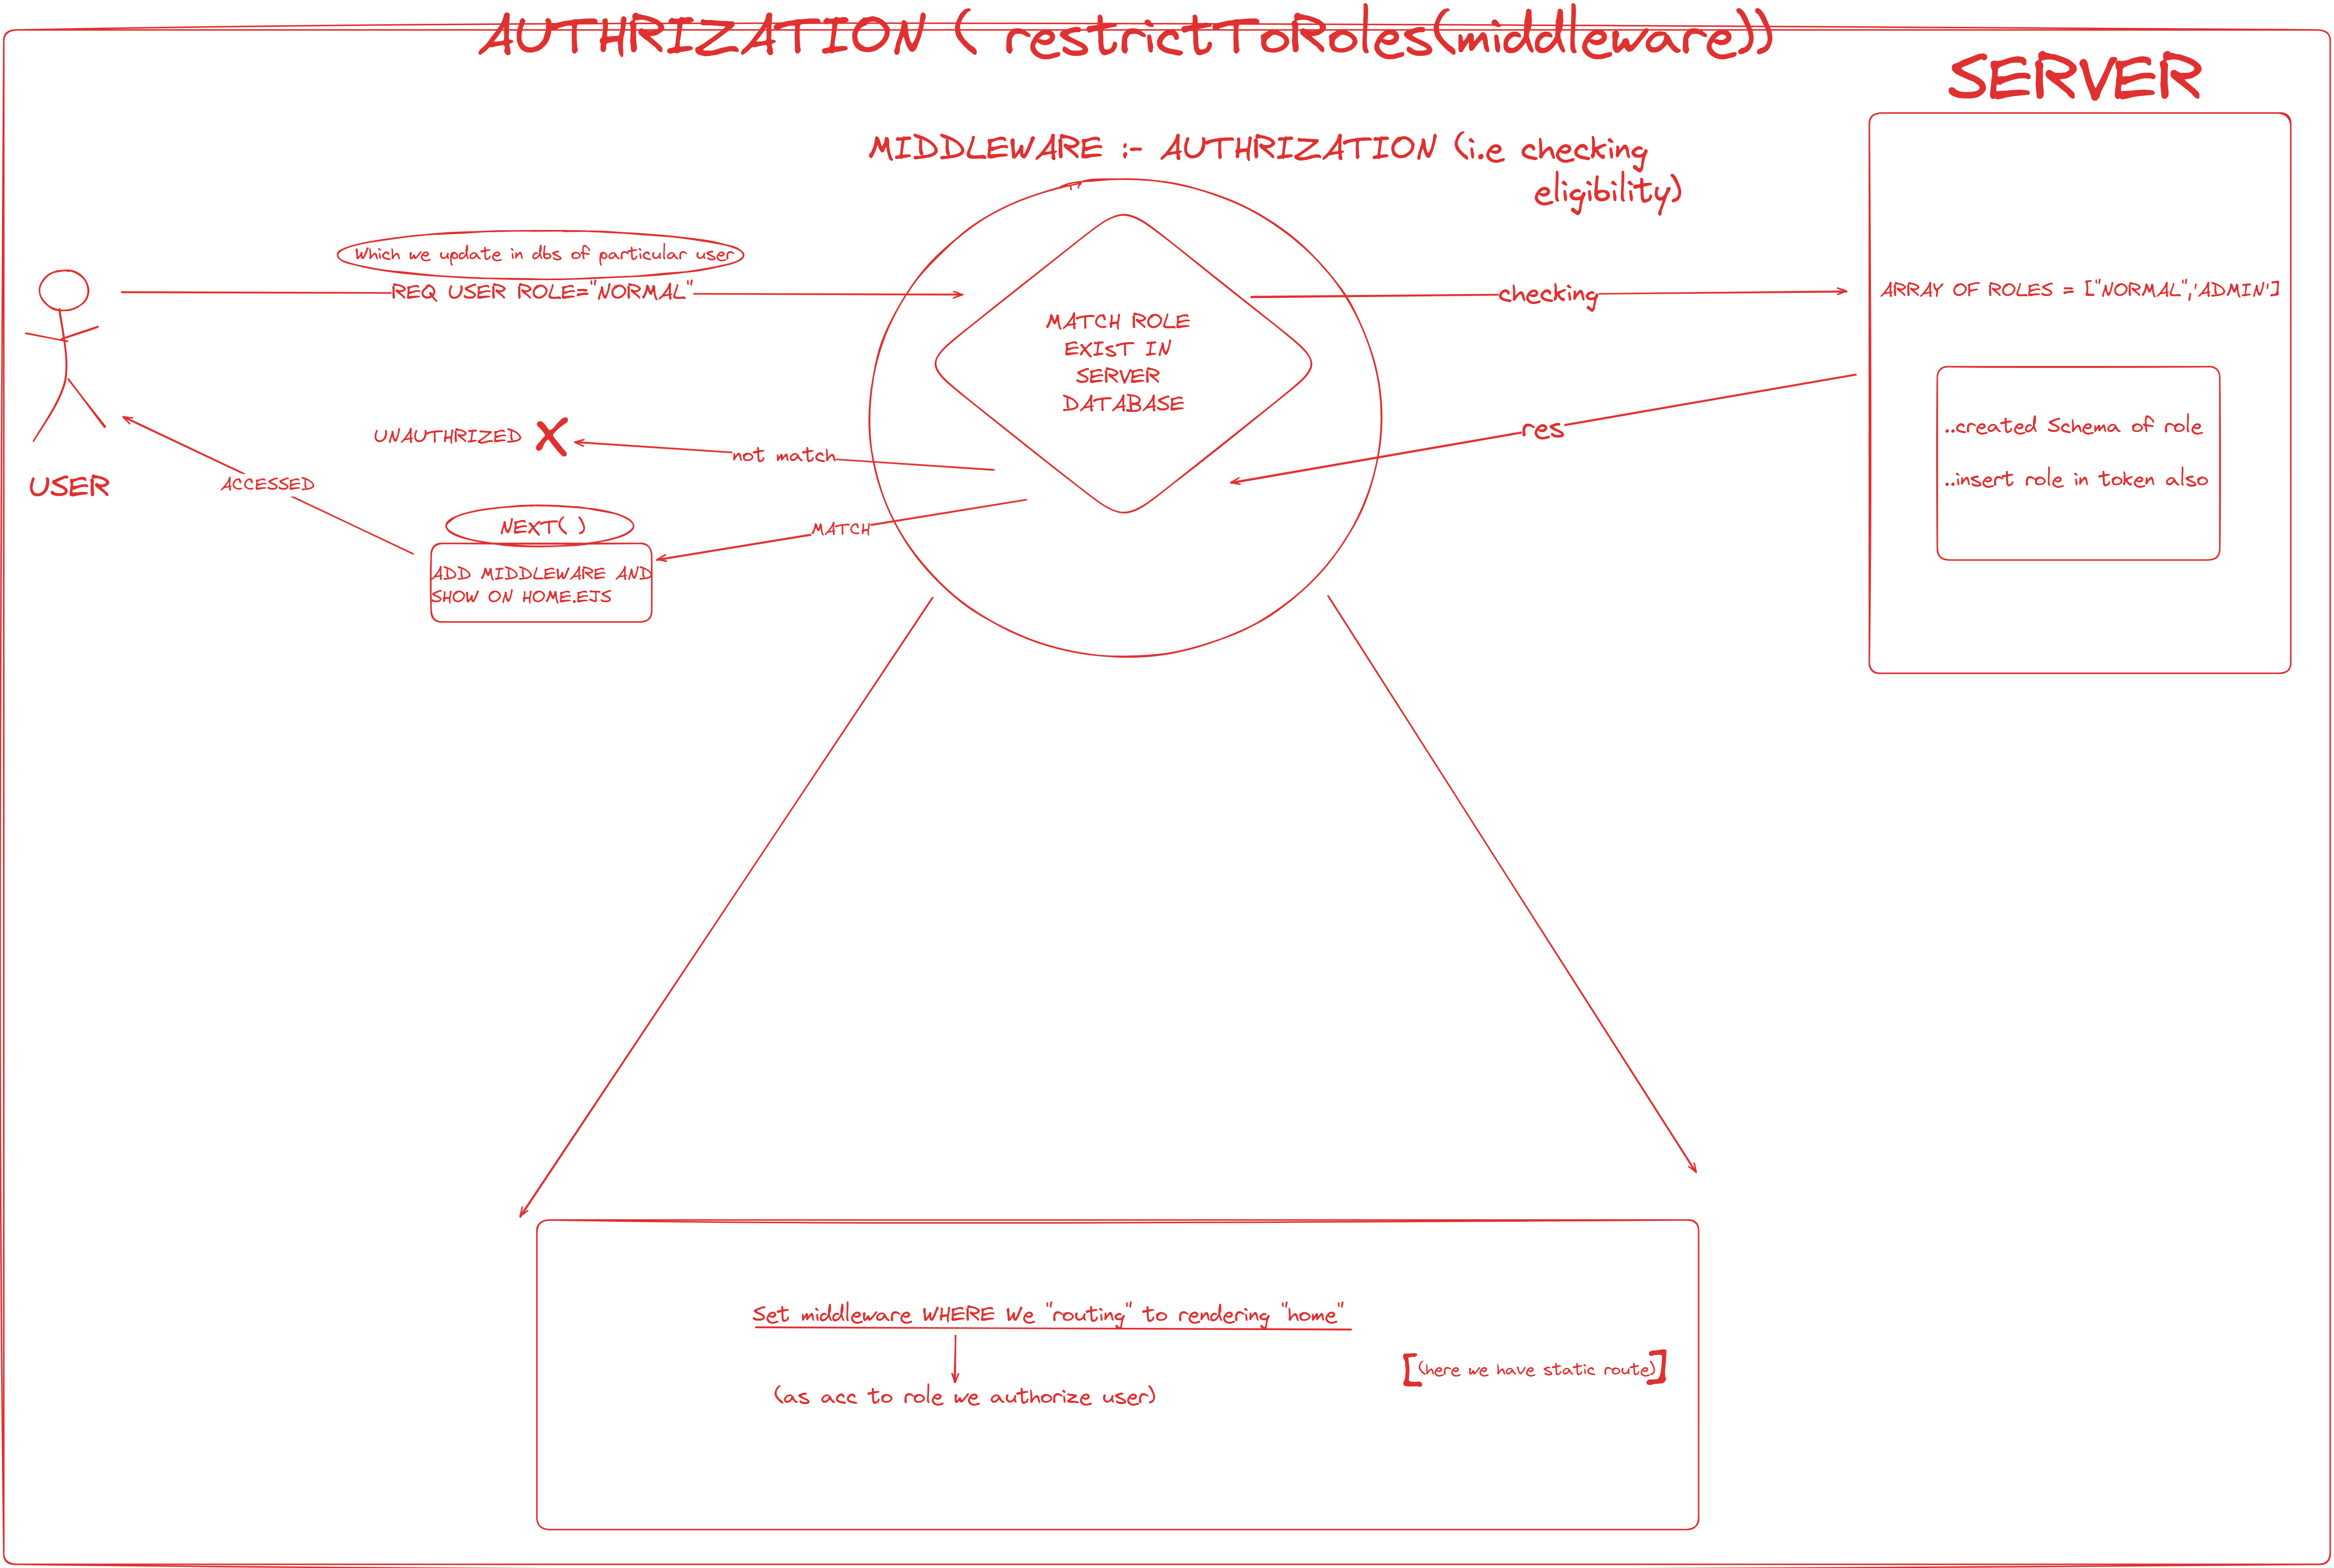 AUTHRIZATION ( restrictToRoles(middleware))
SERVER
MIDDLEWARE :- AUTHRIZATION (i.e checking
eligibility)
Which we update in dbs of particular user
REQ USER ROLE="NORMAL"
checking
ARRAY OF ROLES = ["NORMAL",'ADMIN']
MATCH ROLE
EXIST IN
SERVER
DATABASE
..created Schema of role
..insert role in token also
res
UNAUTHRIZED X
not match
USER
ACCESSED
NEXT( )
MATCH
ADD MIDDLEWARE AND
SHOW ON HOME.EJS
Set middleware WHERE We "routing" to rendering "home"
[(here we have static route)]
(as acc to role we authorize user)